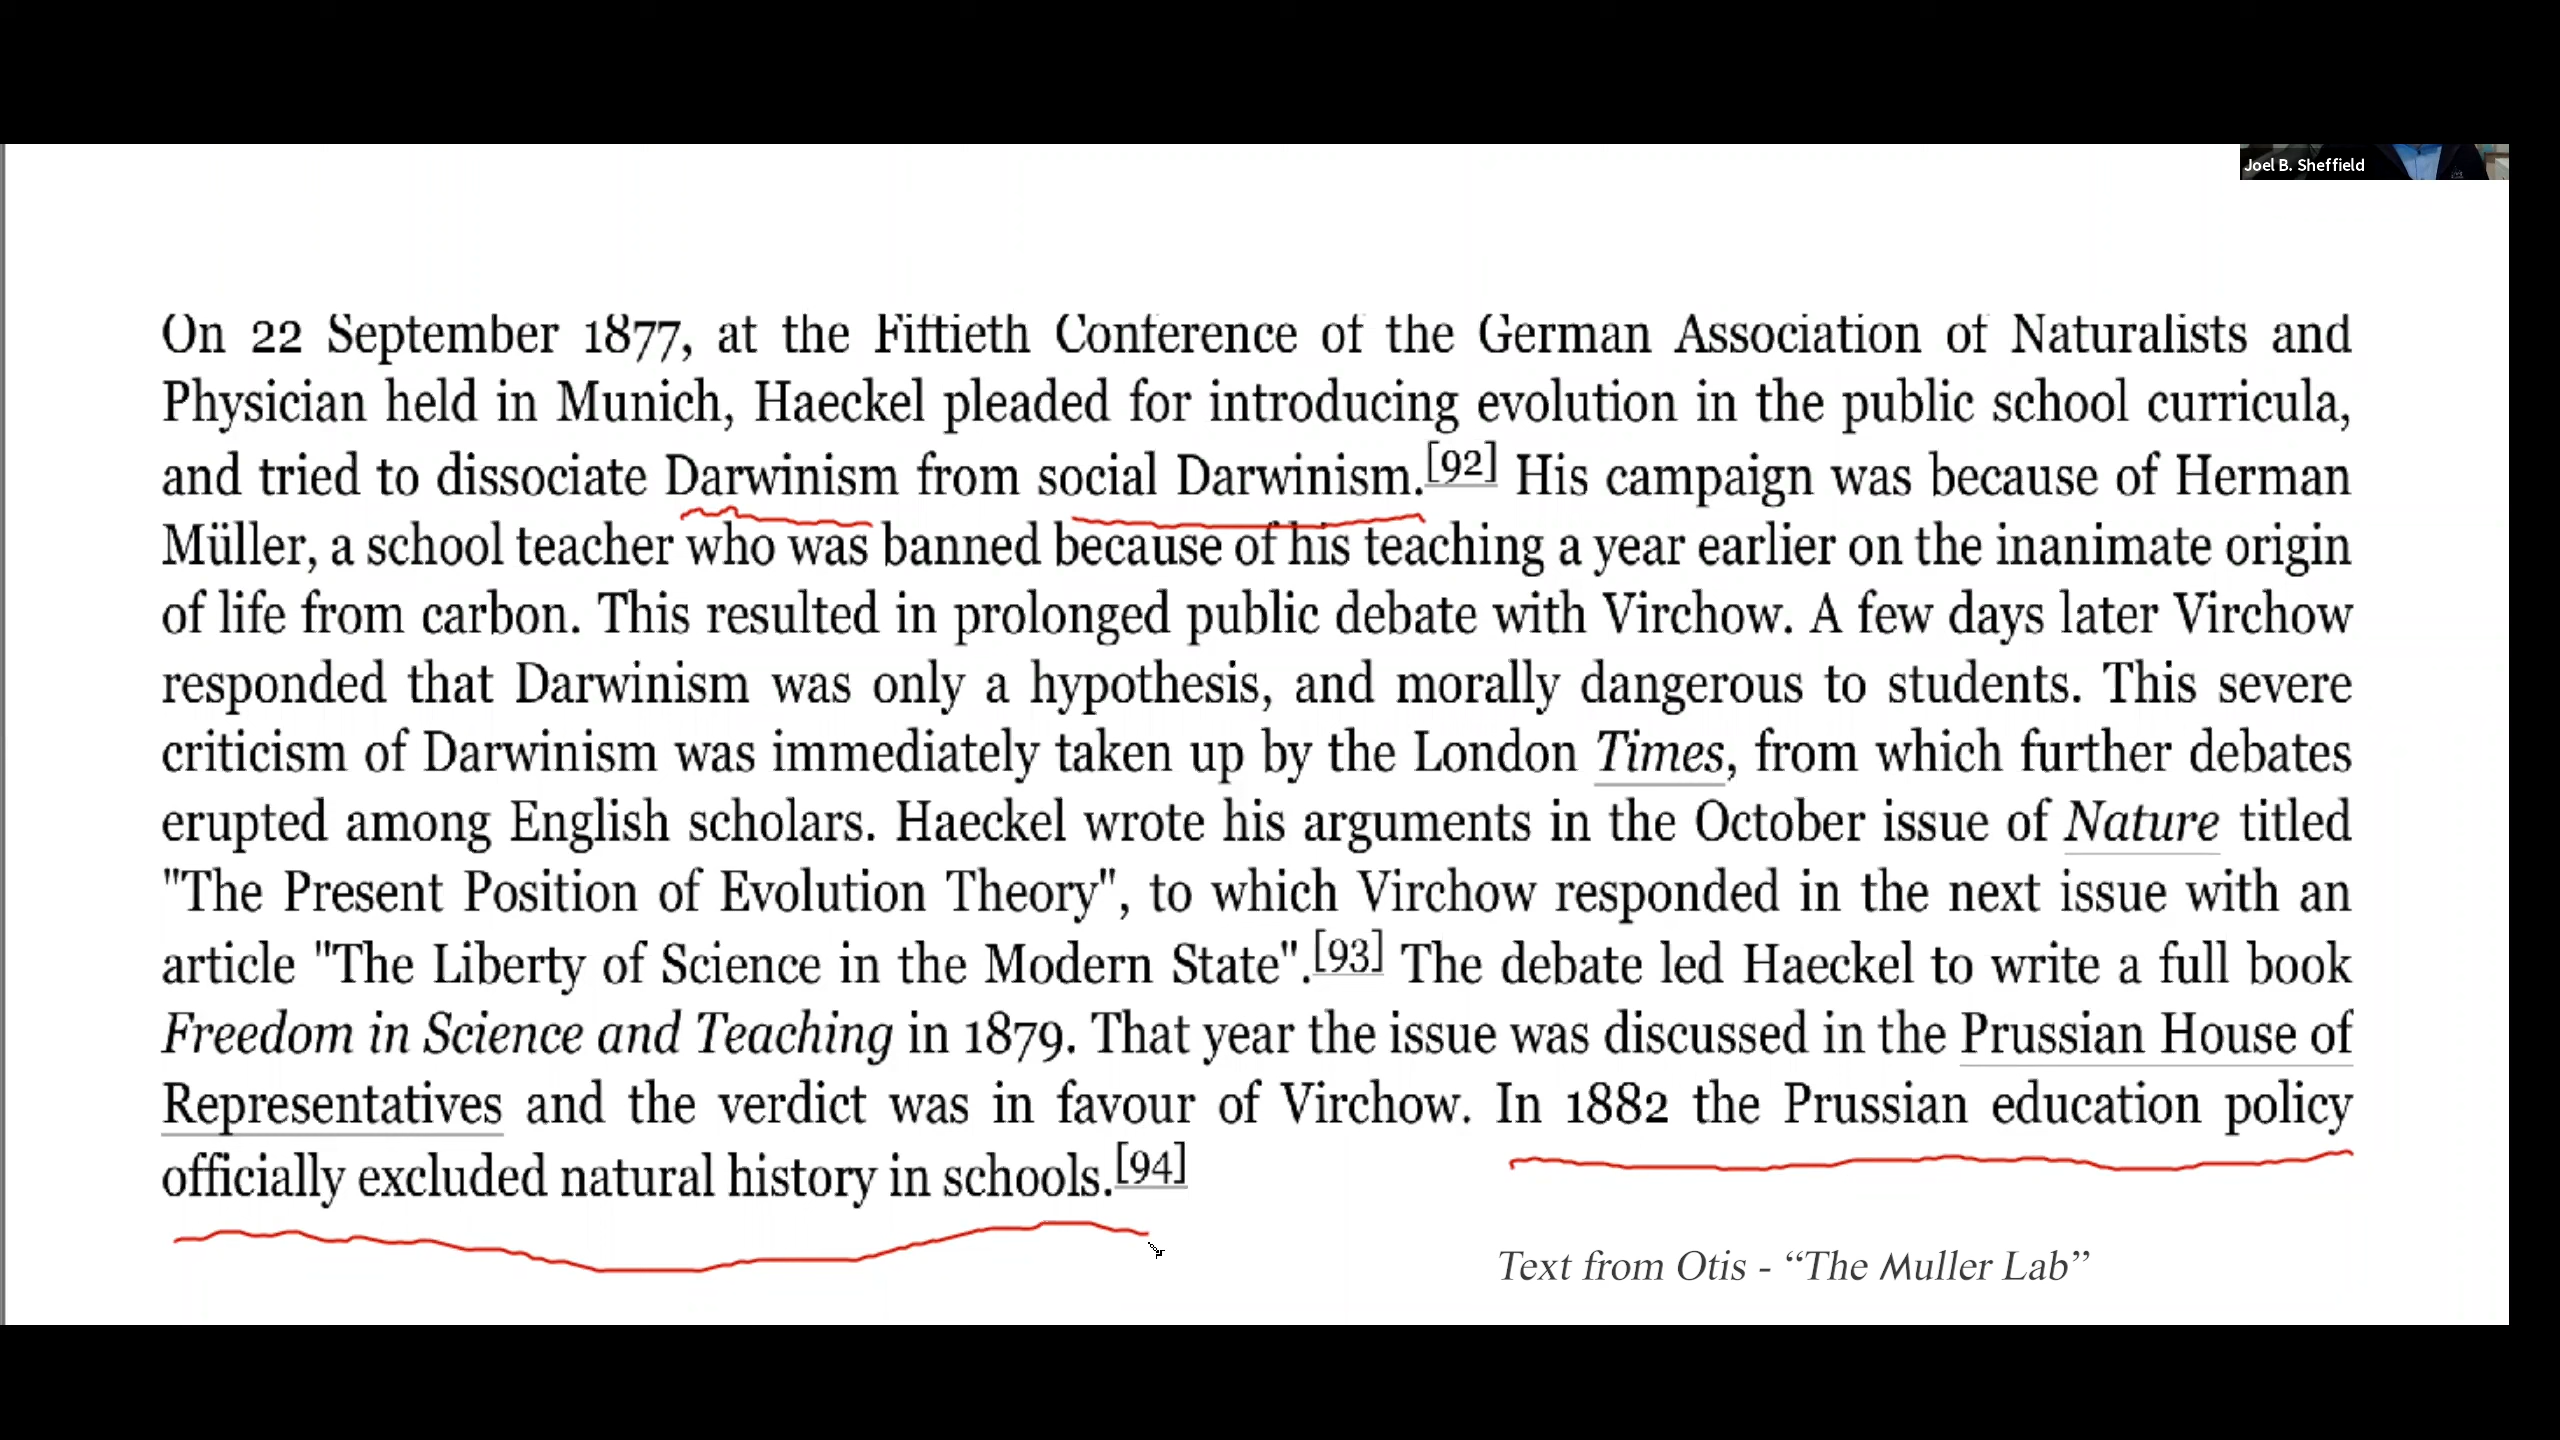 Joel B. Sheffield
On 22 September 1877, at the Fiftieth Conference of the German Association of Naturalists and
Physician held in Munich, Haeckel pleaded for introducing evolution in the public school curricula,
and tried to dissociate Darwinism from social Darwinism.[92] His campaign was because of Herman
Müller, a school teacher who was banned because of his teaching a year earlier on the inanimate origin
of life from carbon. This resulted in prolonged public debate with Virchow. A few days later Virchow
responded that Darwinism was only a hypothesis, and morally dangerous to students. This severe
criticism of Darwinism was immediately taken up by the London Times, from which further debates
erupted among English scholars. Haeckel wrote his arguments in the October issue of Nature titled
"The Present Position of Evolution Theory", to which Virchow responded in the next issue with an
article "The Liberty of Science in the Modern State".[93] The debate led Haeckel to write a full book
Freedom in Science and Teaching in 1879. That year the issue was discussed in the Prussian House of
Representatives and the verdict was in favour of Virchow. In 1882 the Prussian education policy
officially excluded natural history in schools.[94]
Text from Otis - “The Muller Lab”